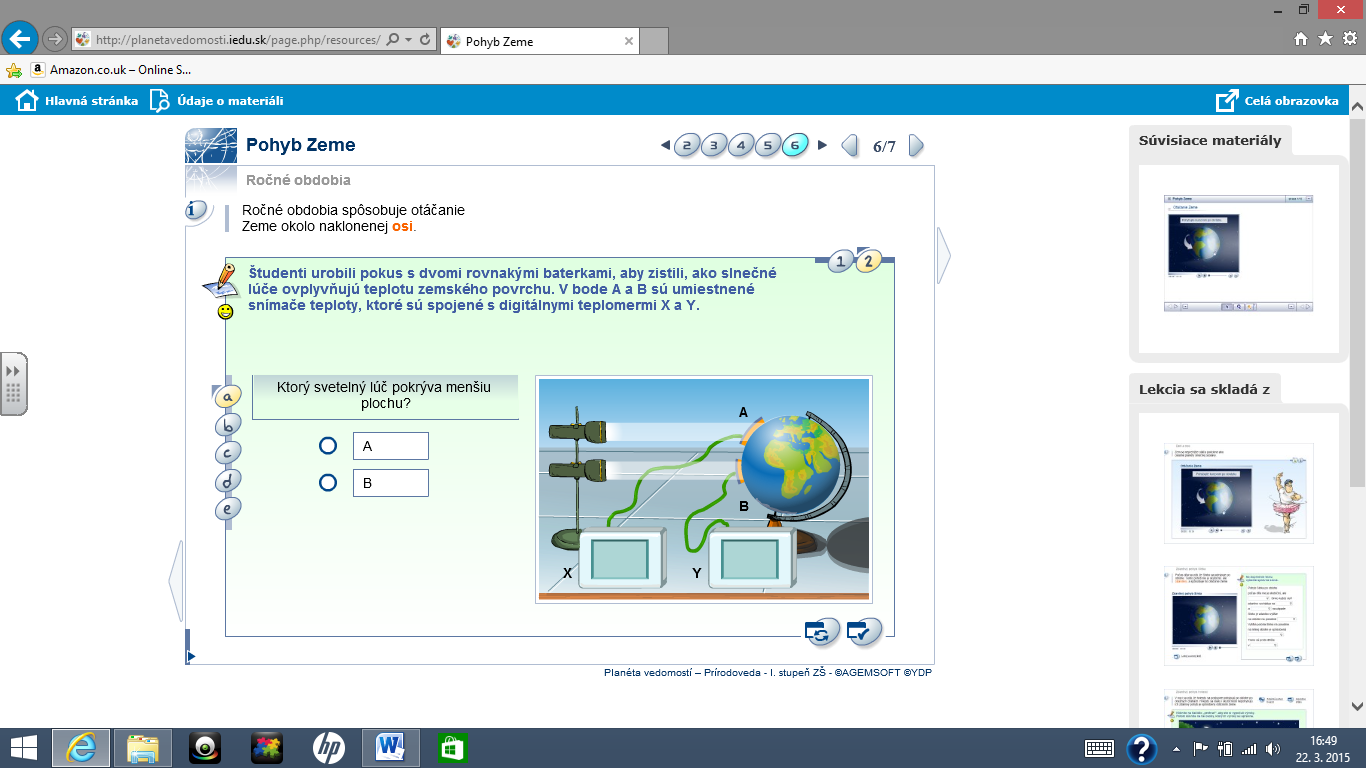 http://planetavedomosti.iedu.sk/page.php/resources/
Pohyb Zeme
a Amazon.co.uk – Online S...
Hlavná stránka
Údaje o materiáli
Celá obrazovka
Pohyb Zeme
2 3 4 5 6
6/7
Ročné obdobia
i
Ročné obdobia spôsobuje otáčanie
Zeme okolo naklonenej osi.
1 2
Študenti urobili pokus s dvomi rovnakými baterkami, aby zistili, ako slnečné
lúče ovplyvňujú teplotu zemského povrchu. V bode A a B sú umiestnené
snímače teploty, ktoré sú spojené s digitálnymi teplomermi X a Y.
a
b
c
d
e
Ktorý svetelný lúč pokrýva menšiu
plochu?
A
B
A
B
X
Y
Planéta vedomostí – Prírodoveda - I. stupeň ZŠ - ©AGEMSOFT ©YDP
Súvisiace materiály
Pohyb Zeme
Lekcia sa skladá z
hp
W
?
16:49
22. 3. 2015